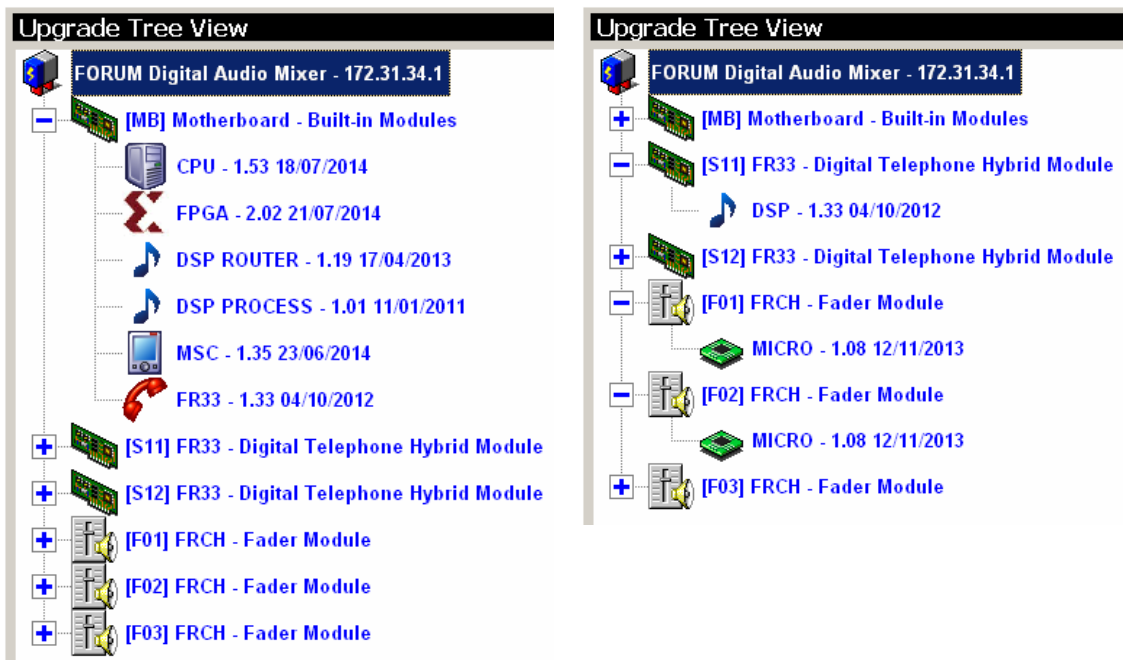 Upgrade Tree View
FORUM Digital Audio Mixer - 172.31.34.1
[MB] Motherboard - Built-in Modules
CPU - 1.53 18/07/2014
FPGA - 2.02 21/07/2014
DSP ROUTER - 1.19 17/04/2013
DSP PROCESS - 1.01 11/01/2011
MSC - 1.35 23/06/2014
FR33 - 1.33 04/10/2012
[S11] FR33 - Digital Telephone Hybrid Module
[S12] FR33 - Digital Telephone Hybrid Module
[F01] FRCH - Fader Module
[F02] FRCH - Fader Module
[F03] FRCH - Fader Module
Upgrade Tree View
FORUM Digital Audio Mixer - 172.31.34.1
[MB] Motherboard - Built-in Modules
[S11] FR33 - Digital Telephone Hybrid Module
DSP - 1.33 04/10/2012
[S12] FR33 - Digital Telephone Hybrid Module
[F01] FRCH - Fader Module
MICRO - 1.08 12/11/2013
[F02] FRCH - Fader Module
MICRO - 1.08 12/11/2013
[F03] FRCH - Fader Module